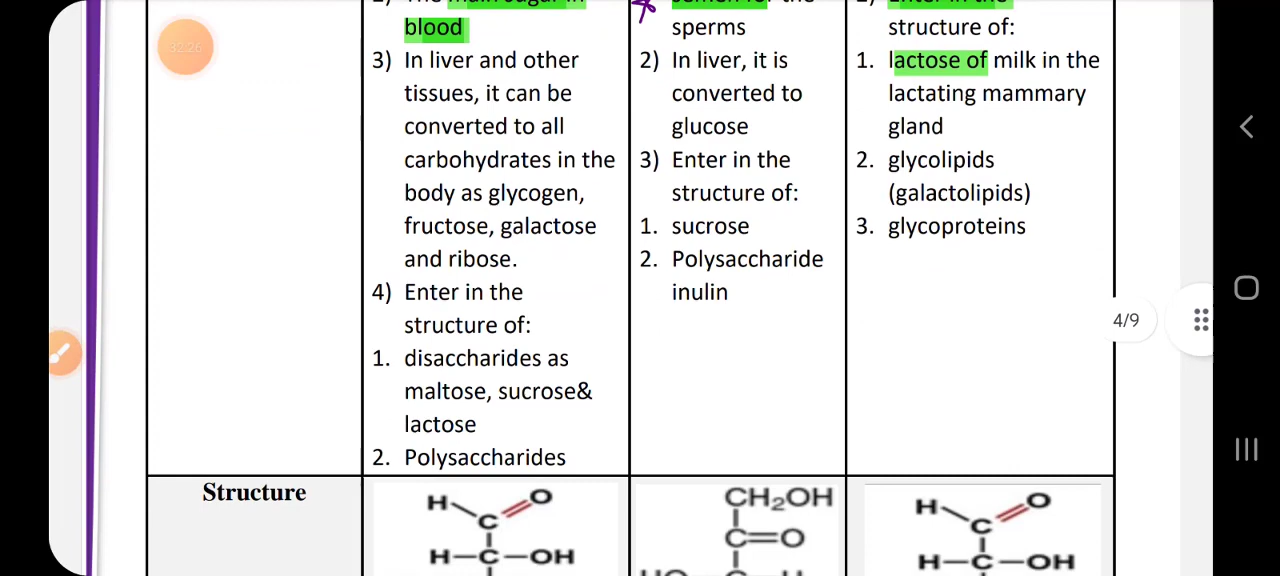 blood
3) In liver and other
tissues, it can be
converted to all
carbohydrates in the
body as glycogen,
fructose, galactose
and ribose.
4) Enter in the
structure of:
1. disaccharides as
maltose, sucrose&
lactose
2. Polysaccharides
sperms
2) In liver, it is
converted to
glucose
3) Enter in the
structure of:
1. sucrose
2. Polysaccharide
inulin
structure of:
1. lactose of milk in the
lactating mammary
gland
2. glycolipids
(galactolipids)
3. glycoproteins
Structure
H O
C
H-C-OH
CH₂OH
C=O
H O
C
H-C-OH
32:26
4/9